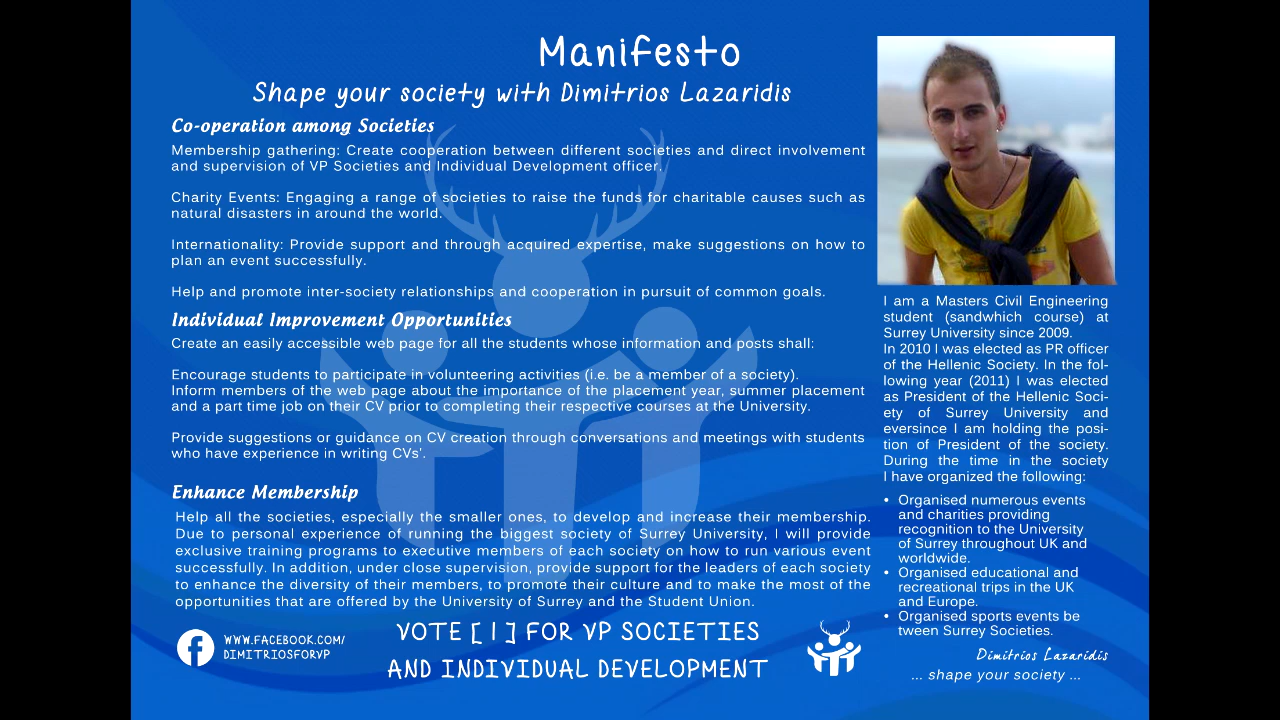 Manifesto
Shape your society with Dimitrios Lazaridis
Co-operation among Societies
Membership gathering: Create cooperation between different societies and direct involvement
and supervision of VP Societies and Individual Development officer.
Charity Events: Engaging a range of societies to raise the funds for charitable causes such as
natural disasters in around the world.
Internationality: Provide support and through acquired expertise, make suggestions on how to
plan an event successfully.
Help and promote inter-society relationships and cooperation in pursuit of common goals.
Individual Improvement Opportunities
Create an easily accessible web page for all the students whose information and posts shall:
Encourage students to participate in volunteering activities (i.e. be a member of a society).
Inform members of the web page about the importance of the placement year, summer placement
and a part time job on their CV prior to completing their respective courses at the University.
Provide suggestions or guidance on CV creation through conversations and meetings with students
who have experience in writing CVs'.
Enhance Membership
Help all the societies, especially the smaller ones, to develop and increase their membership.
Due to personal experience of running the biggest society of Surrey University, I will provide
exclusive training programs to executive members of each society on how to run various event
successfully. In addition, under close supervision, provide support for the leaders of each society
to enhance the diversity of their members, to promote their culture and to make the most of the
opportunities that are offered by the University of Surrey and the Student Union.
WWW.FACEBOOK.COM/
DIMITRIOSFORVP
VOTE [ 1 ] FOR VP SOCIETIES
AND INDIVIDUAL DEVELOPMENT
I am a Masters Civil Engineering
student (sandwhich course) at
Surrey University since 2009.
In 2010 I was elected as PR officer
of the Hellenic Society. In the fol-
lowing year (2011) I was elected
as President of the Hellenic Soci-
ety of Surrey University and
eversince I am holding the posi-
tion of President of the society.
During the time in the society
I have organized the following:
• Organised numerous events
and charities providing
recognition to the University
of Surrey throughout UK and
worldwide.
• Organised educational and
recreational trips in the UK
and Europe.
• Organised sports events be
tween Surrey Societies.
Dimitrios Lazaridis
... shape your society ...